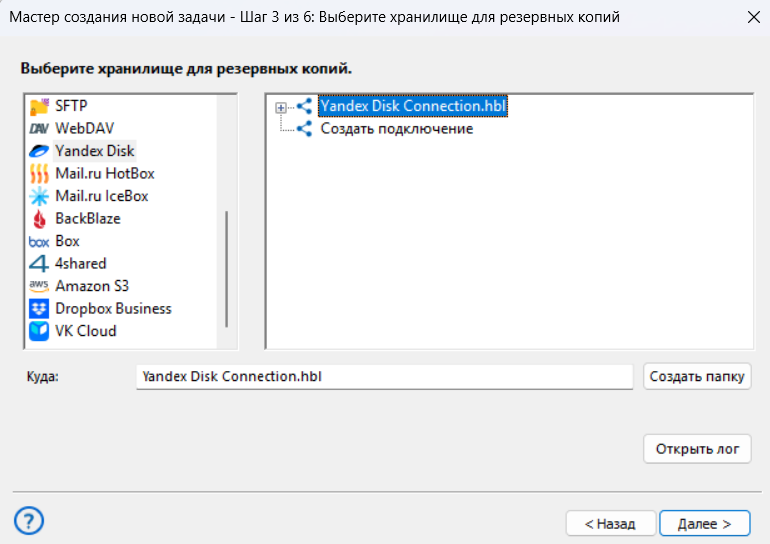 Мастер создания новой задачи - Шаг 3 из 6: Выберите хранилище для резервных копий
Выберите хранилище для резервных копий.
SFTP
DAV WebDAV
Yandex Disk
Mail.ru HotBox
Mail.ru IceBox
BackBlaze
box Box
4 4shared
aws Amazon S3
Dropbox Business
VK Cloud
Yandex Disk Connection.hbl
Создать подключение
Куда: Yandex Disk Connection.hbl Создать папку
Открыть лог
? < Назад Далее >